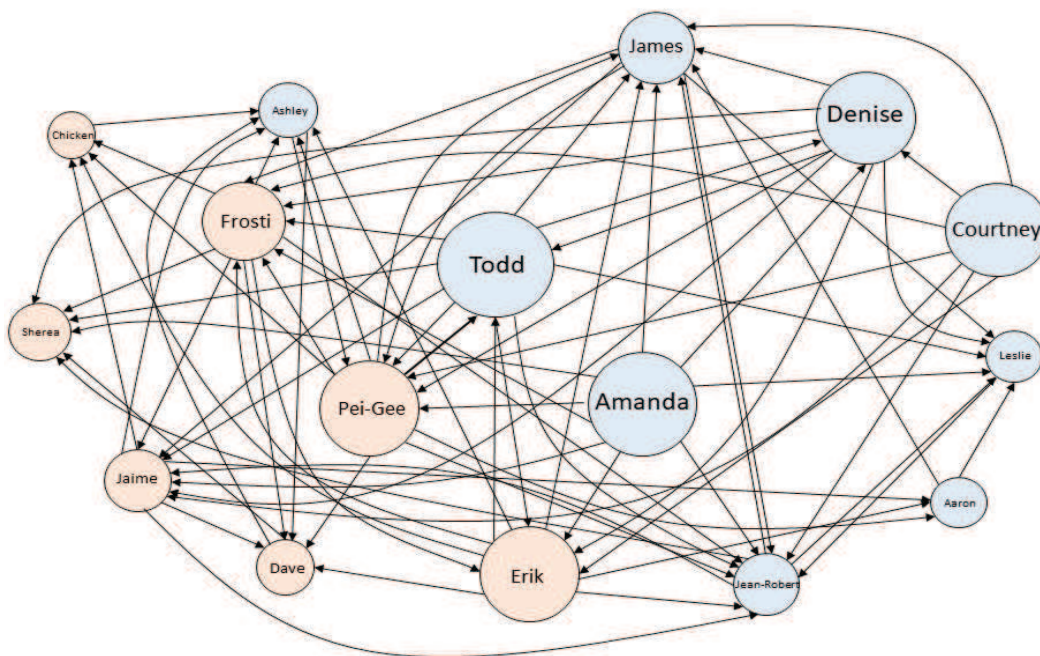 James
Denise
Ashley
Chicken
Frosti
Courtney
Todd
Sherea
Leslie
Pei-Gee
Amanda
Jaime
Aaron
Dave
Erik
Jean-Robert